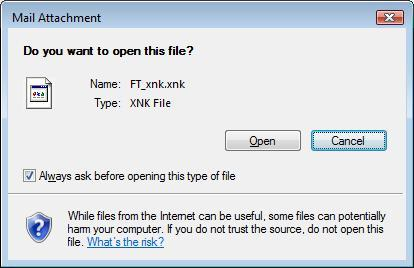 Mail Attachment
Do you want to open this file?
Name: FT_xnk.xnk
Type: XNK File
Open
Cancel
Always ask before opening this type of file
While files from the Internet can be useful, some files can potentially
harm your computer. If you do not trust the source, do not open this
file. What's the risk?